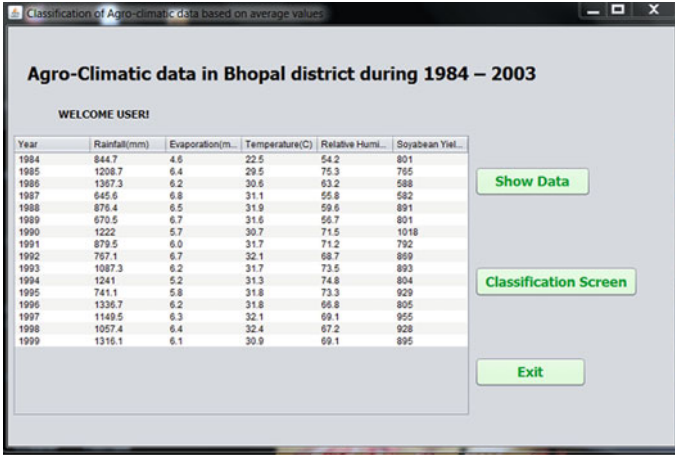 Classification of Agro-climatic data based on average values
Agro-Climatic data in Bhopal district during 1984 – 2003
WELCOME USER!
Year Rainfall(mm) Evaporation(m... Temperature(C) Relative Humi... Soyabean Yiel...
1984 844.7 4.6 22.5 54.2 801
1985 1208.7 6.4 29.5 75.3 765
1986 1367.3 6.2 30.6 63.2 588
1987 645.6 6.8 31.1 55.8 582
1988 876.4 6.5 31.9 59.6 891
1989 670.5 6.7 31.6 56.7 801
1990 1222 5.7 30.7 71.5 1018
1991 879.5 6.0 31.7 71.2 792
1992 767.1 6.7 32.1 68.7 869
1993 1087.3 6.2 31.7 73.5 893
1994 1241 5.2 31.3 74.8 804
1995 741.1 5.8 31.8 73.3 929
1996 1336.7 6.2 31.8 66.8 805
1997 1149.5 6.3 32.1 69.1 955
1998 1057.4 6.4 32.4 67.2 928
1999 1316.1 6.1 30.9 69.1 895
Show Data
Classification Screen
Exit